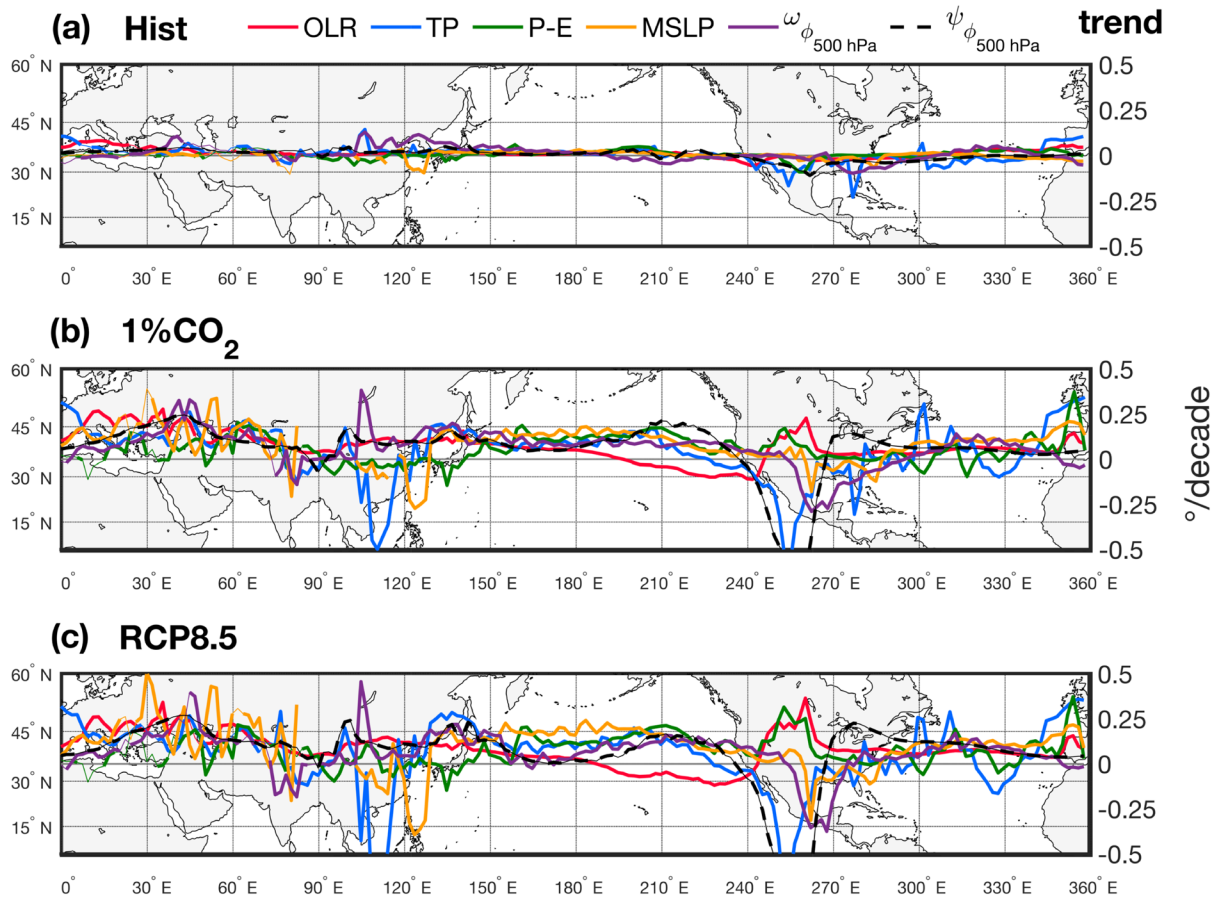 (a) Hist OLR TP P-E MSLP ω_ϕ 500 hPa ψ_ϕ 500 hPa trend
60° N 0.5
0.25
45° N
0
30° N
-0.25
15° N
-0.5
0° 30° E 60° E 90° E 120° E 150° E 180° E 210° E 240° E 270° E 300° E 330° E 360° E
(b) 1%CO₂
60° N 0.5
0.25
45° N
0
30° N
-0.25
15° N
-0.5
°/decade
0° 30° E 60° E 90° E 120° E 150° E 180° E 210° E 240° E 270° E 300° E 330° E 360° E
(c) RCP8.5
60° N 0.5
0.25
45° N
0
30° N
-0.25
15° N
-0.5
0° 30° E 60° E 90° E 120° E 150° E 180° E 210° E 240° E 270° E 300° E 330° E 360° E